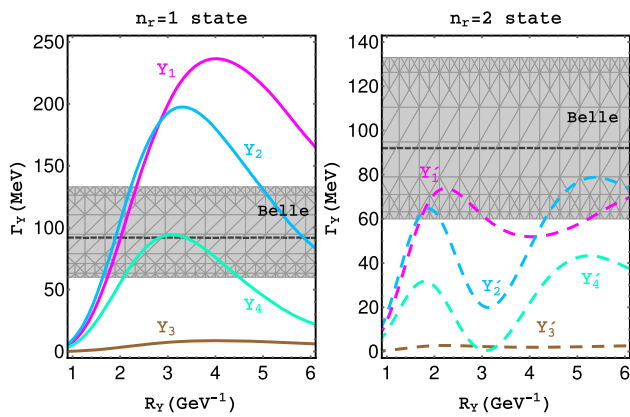 n_r=1 state
n_r=2 state
Γ_Y (MeV)
250
200
150
100
50
0
Y_1
Y_2
Belle
Y_4
Y_3
1 2 3 4 5 6
R_Y(GeV⁻¹)
Γ_Y (MeV)
140
120
100
80
60
40
20
0
Belle
Y_1´
Y_2´
Y_4´
Y_3´
1 2 3 4 5 6
R_Y(GeV⁻¹)